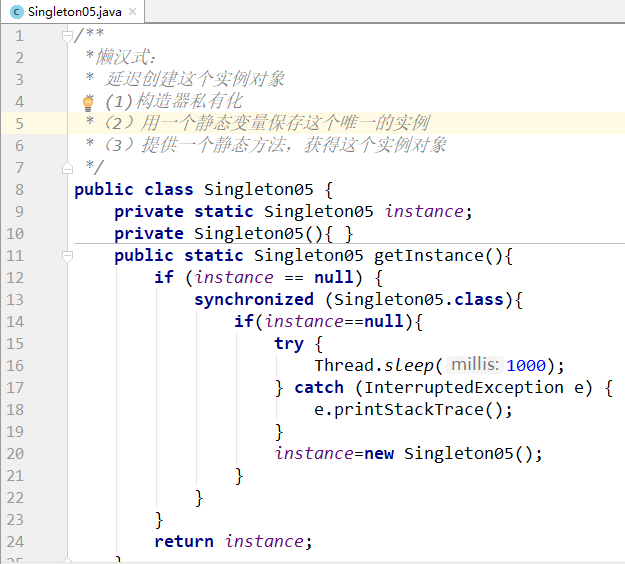 Singleton05.java
1 /**
2 *懒汉式：
3 * 延迟创建这个实例对象
4 * (1)构造器私有化
5 *（2）用一个静态变量保存这个唯一的实例
6 *（3）提供一个静态方法，获得这个实例对象
7 */
8 public class Singleton05 {
9 private static Singleton05 instance;
10 private Singleton05(){ }
11 public static Singleton05 getInstance(){
12 if (instance == null) {
13 synchronized (Singleton05.class){
14 if(instance==null){
15 try {
16 Thread.sleep( millis: 1000);
17 } catch (InterruptedException e) {
18 e.printStackTrace();
19 }
20 instance=new Singleton05();
21 }
22 }
23 }
24 return instance;